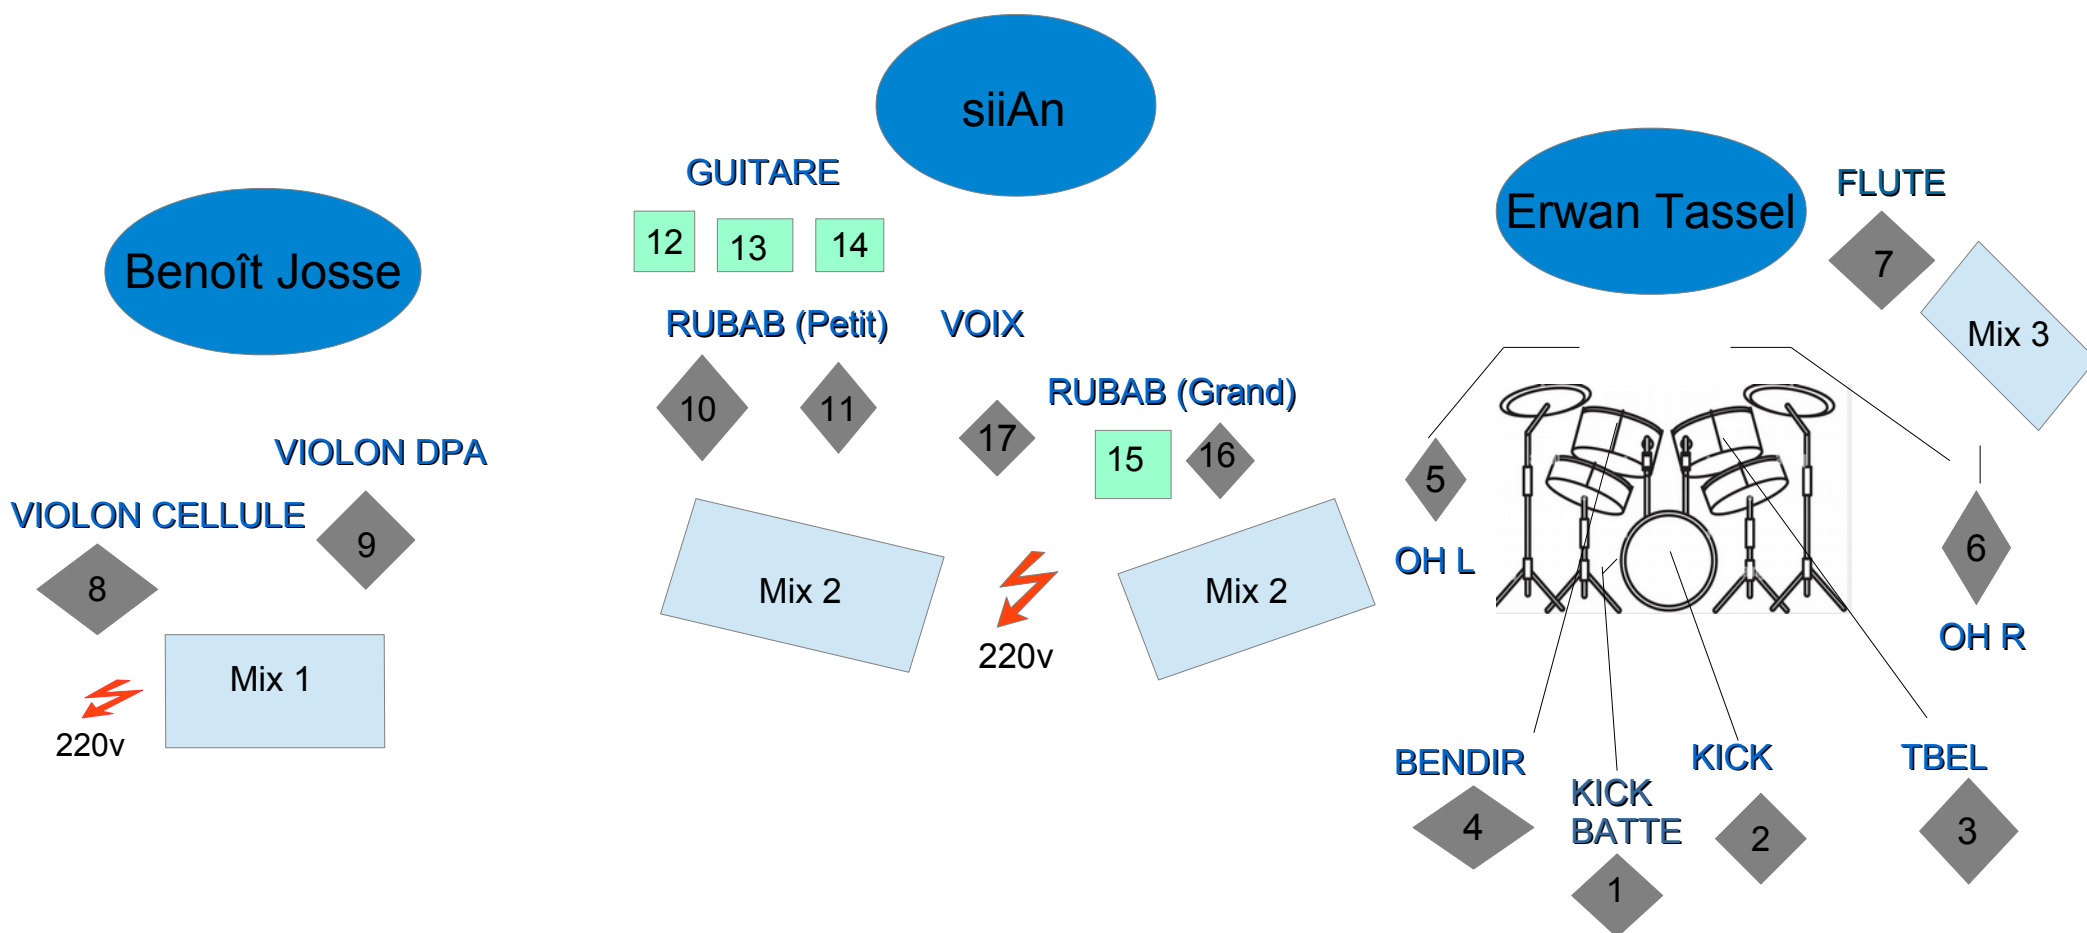 siiAn
GUITARE
12
13
14
Benoît Josse
Erwan Tassel
FLUTE
7
Mix 3
RUBAB (Petit)
VOIX
10
11
17
RUBAB (Grand)
15
16
VIOLON DPA
9
VIOLON CELLULE
8
Mix 1
220v
Mix 2
220v
Mix 2
5
OH L
6
OH R
BENDIR
4
KICK
BATTE
1
KICK
2
TBEL
3